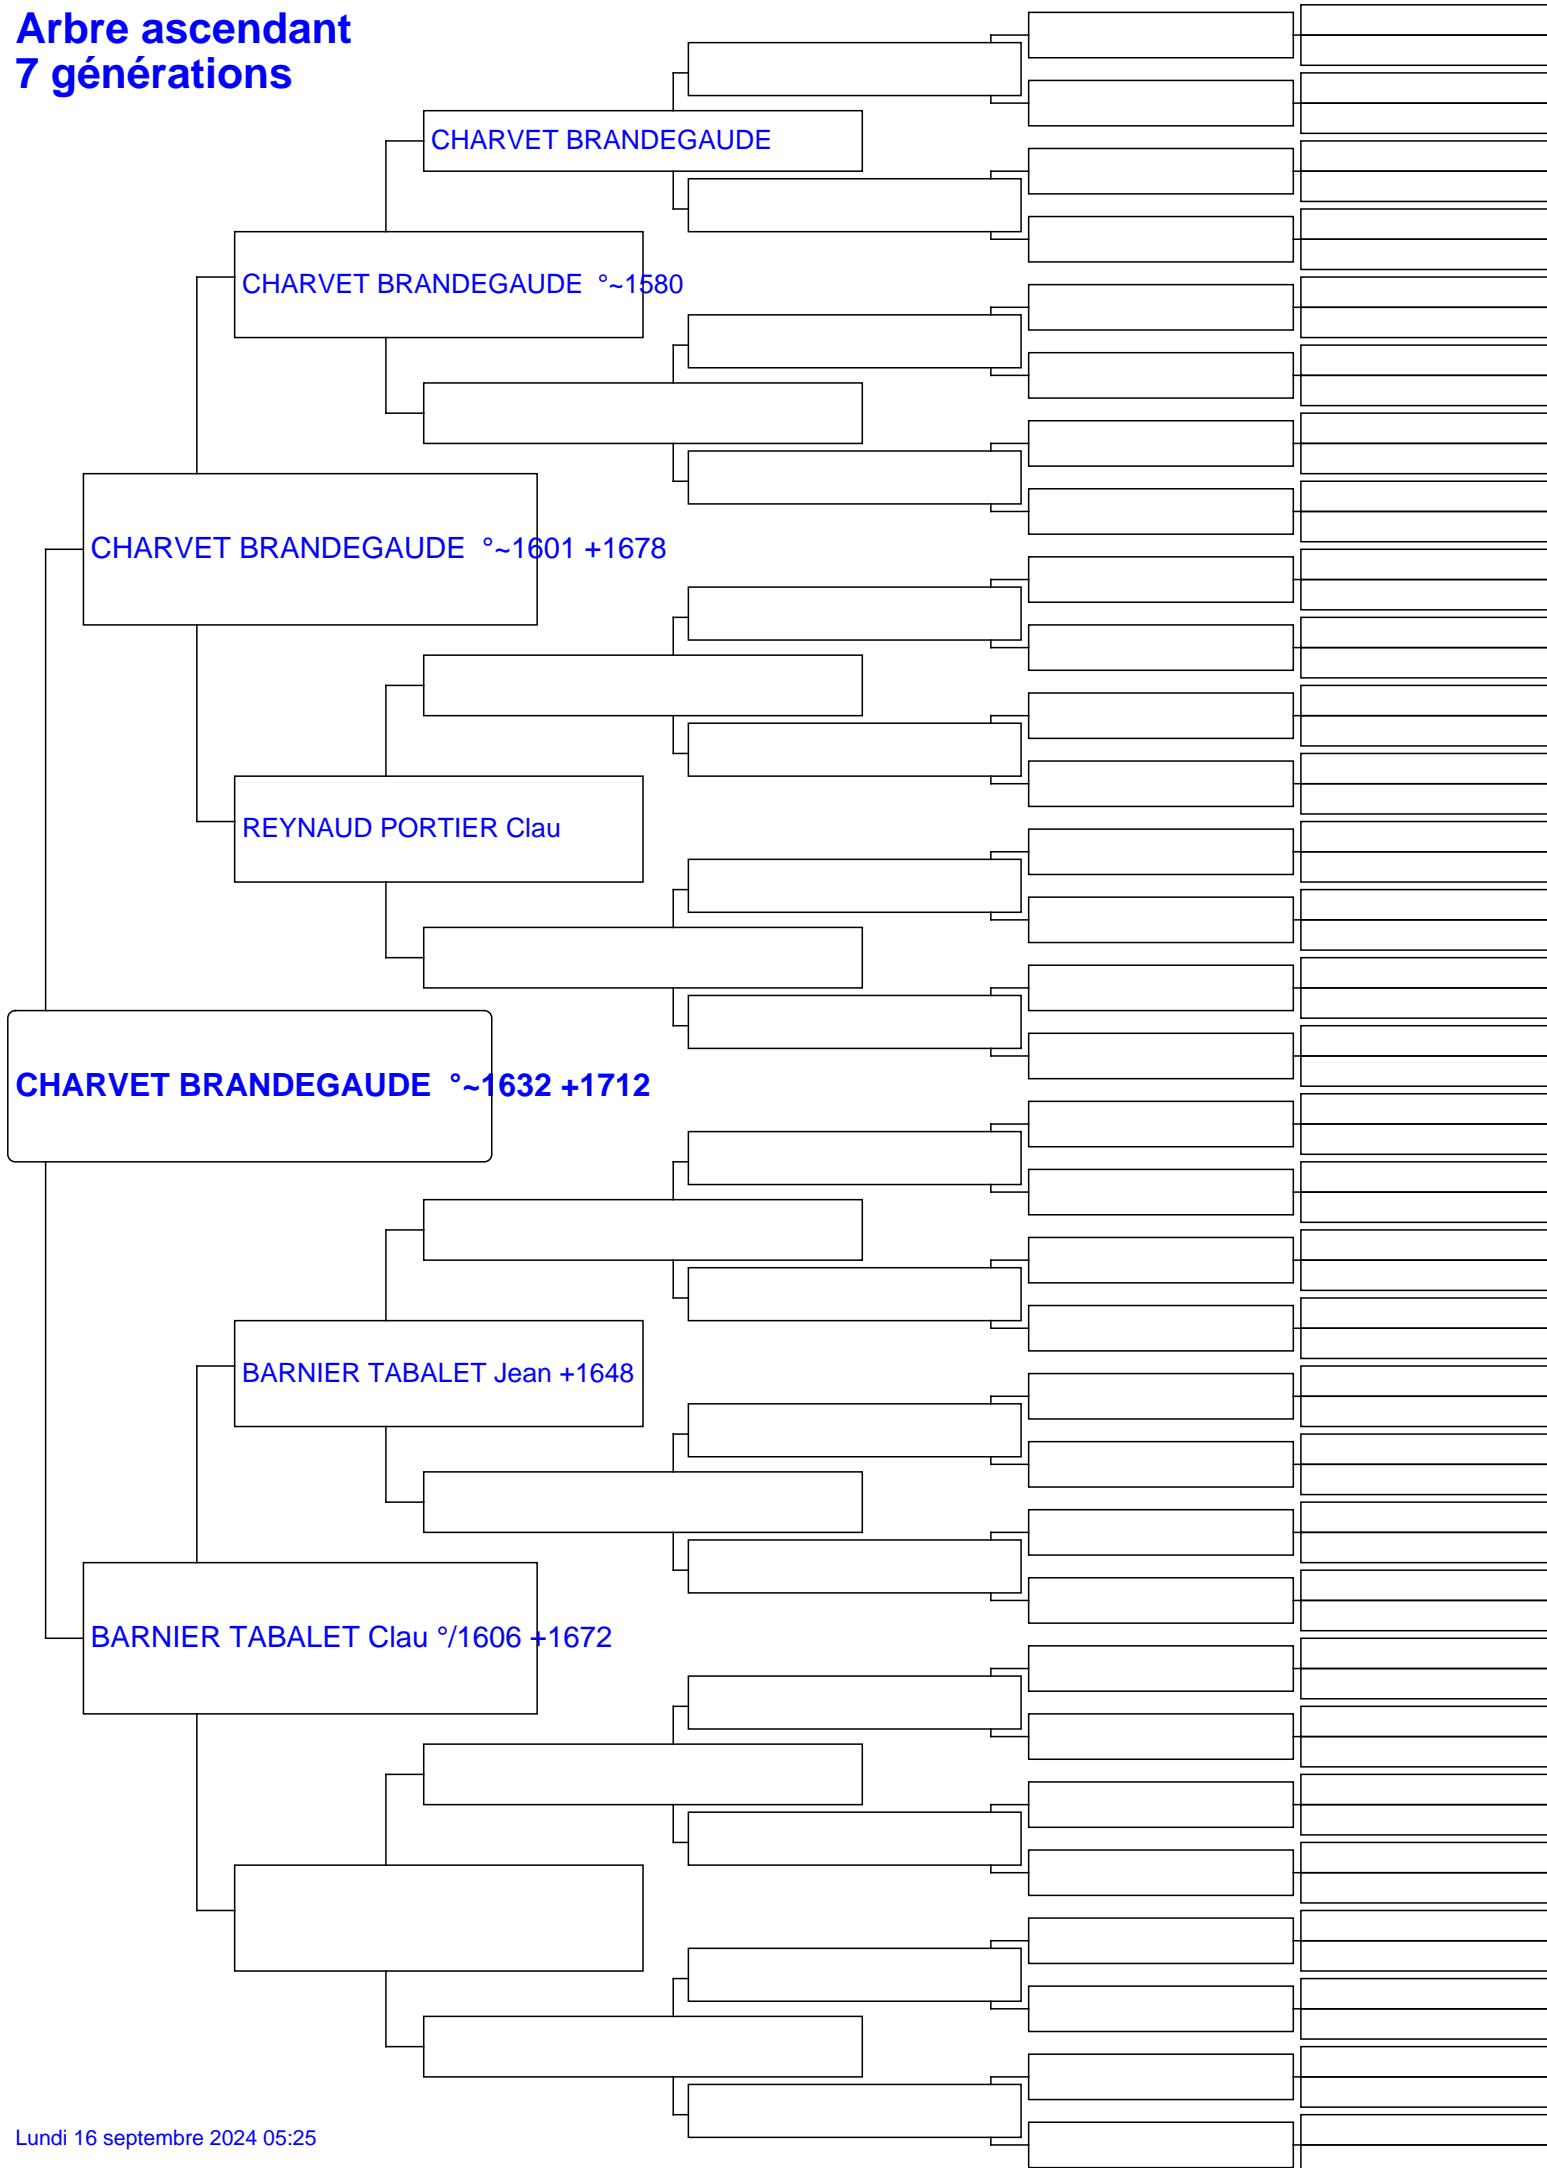 Arbre ascendant
7 générations
CHARVET BRANDEGAUDE
CHARVET BRANDEGAUDE °~1580
CHARVET BRANDEGAUDE °~1601 +1678
REYNAUD PORTIER Clau
CHARVET BRANDEGAUDE °~1632 +1712
BARNIER TABALET Jean +1648
BARNIER TABALET Clau °/1606 +1672
Lundi 16 septembre 2024 05:25